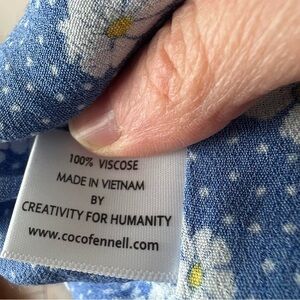 100% VISCOSE
MADE IN VIETNAM
BY
CREATIVITY FOR HUMANITY
www.cocofennell.com